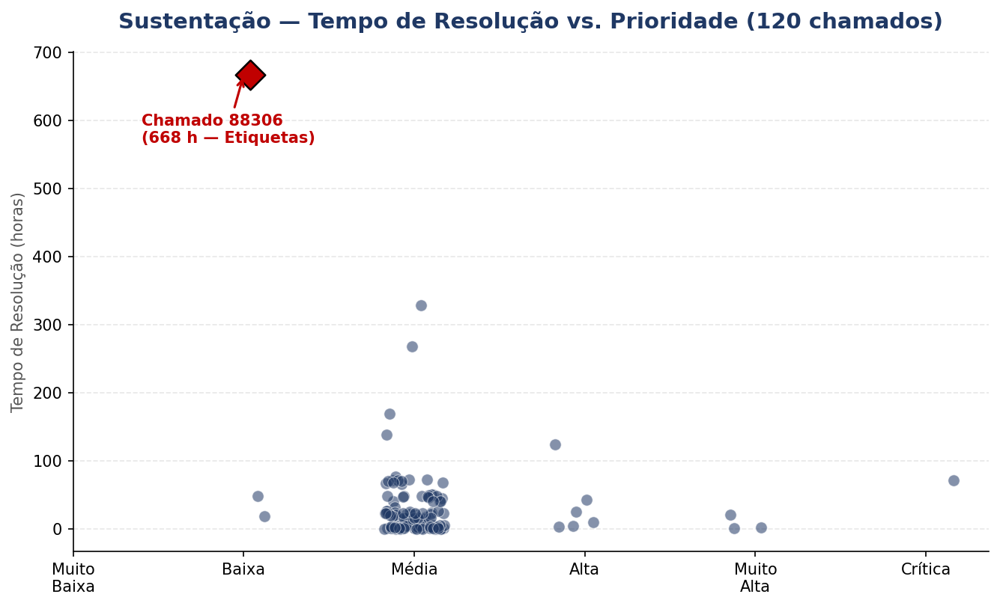 Sustentação — Tempo de Resolução vs. Prioridade (120 chamados)
Tempo de Resolução (horas)
700
600
500
400
300
200
100
0
Chamado 88306
(668 h — Etiquetas)
Muito
Baixa
Baixa
Média
Alta
Muito
Alta
Crítica